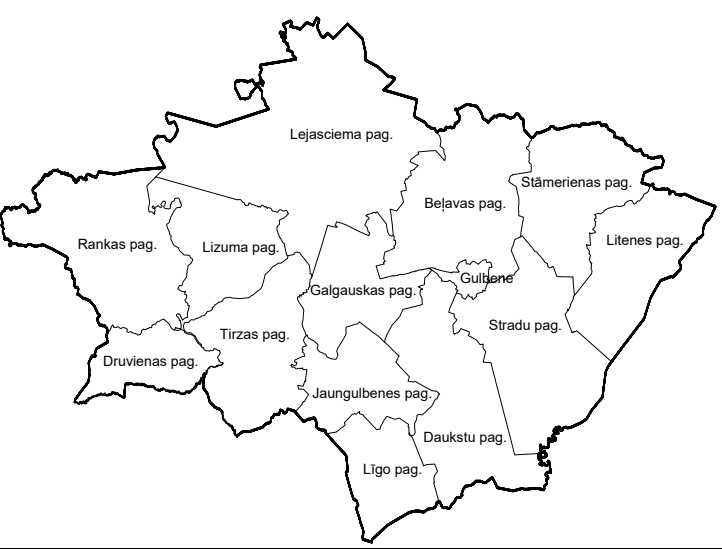 Lejasciema pag.
Stāmerienas pag.
Beļavas pag.
Rankas pag.
Lizuma pag.
Litenes pag.
Gulbene
Galgauskas pag.
Stradu pag.
Tirzas pag.
Druvienas pag.
Jaungulbenes pag.
Daukstu pag.
Līgo pag.